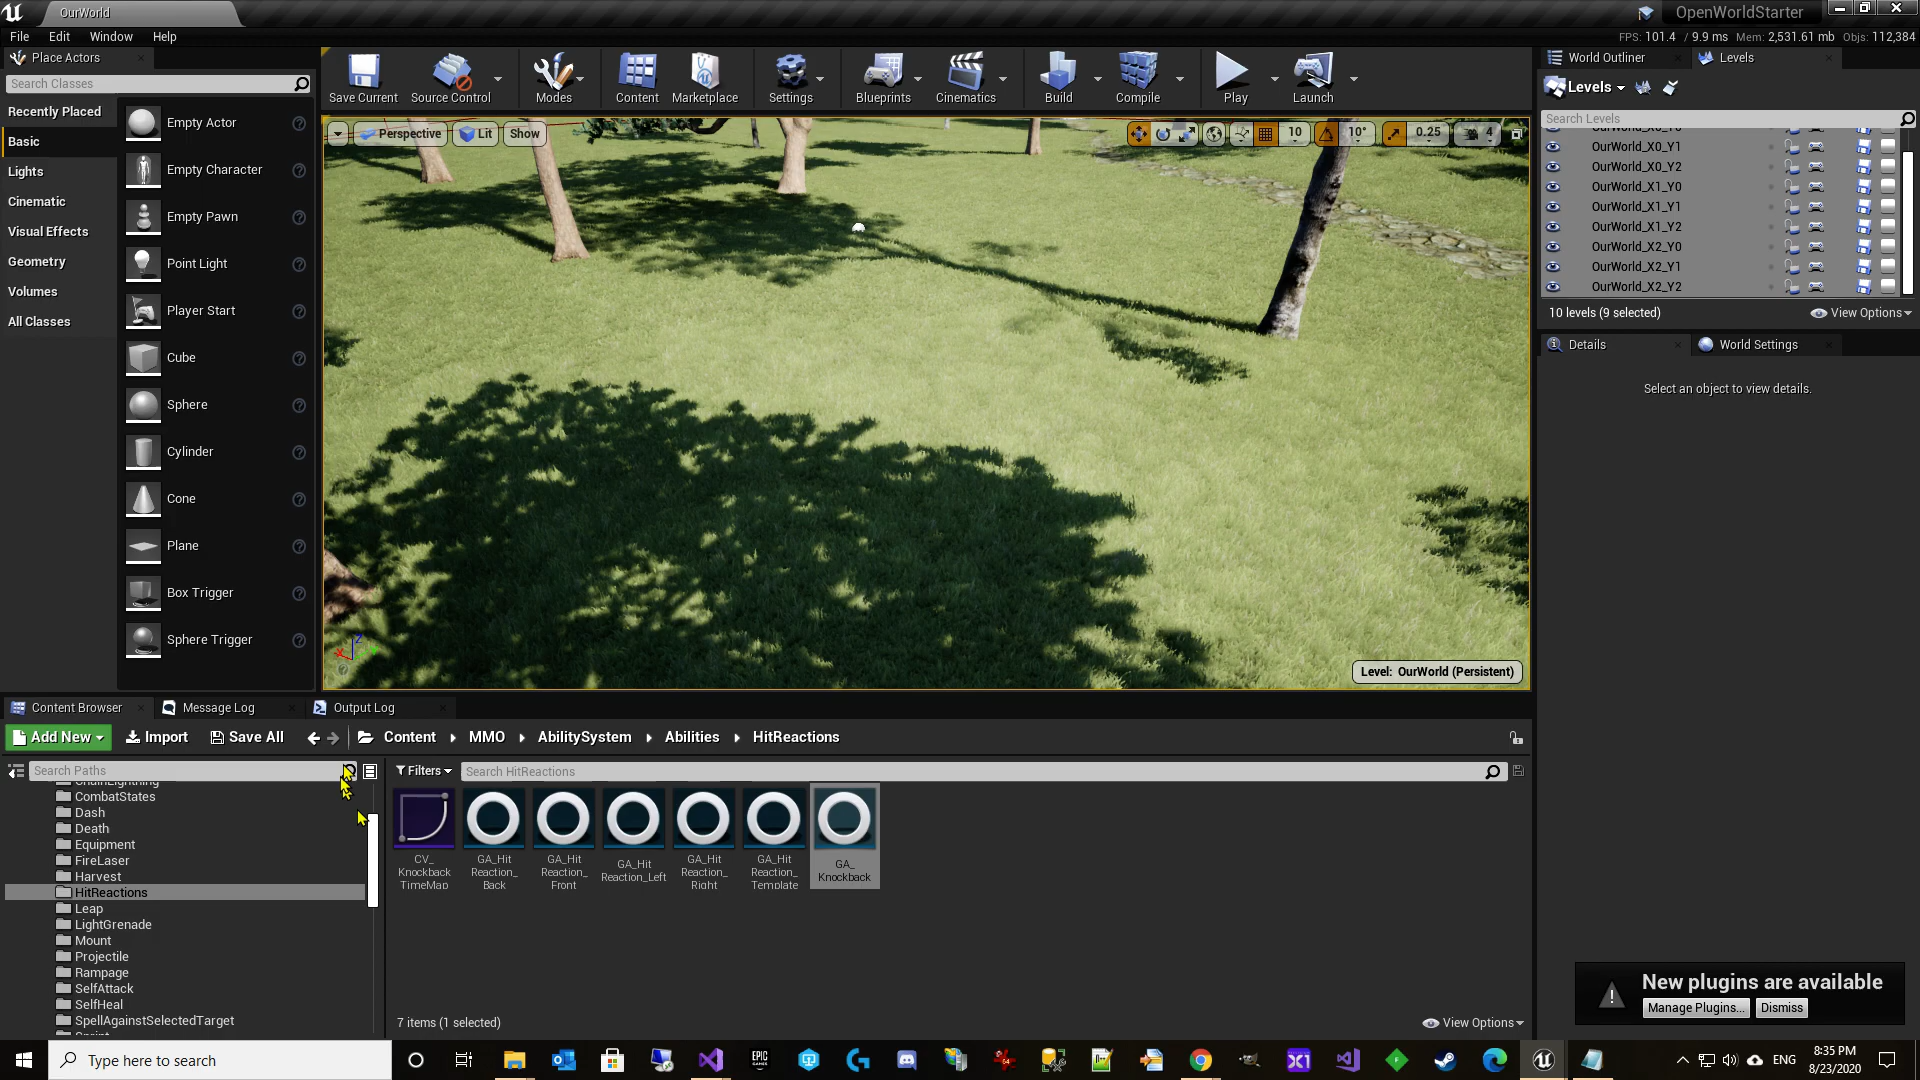 OurWorld
OpenWorldStarter
File Edit Window Help
FPS: 101.4 / 9.9 ms Mem: 2,531.61 mb Objs: 112,384
Place Actors
Search Classes
Recently Placed
Basic
Lights
Cinematic
Visual Effects
Geometry
Volumes
All Classes
Empty Actor
Empty Character
Empty Pawn
Point Light
Player Start
Cube
Sphere
Cylinder
Cone
Plane
Box Trigger
Sphere Trigger
Save Current Source Control Modes Content Marketplace Settings Blueprints Cinematics Build Compile Play Launch
Perspective Lit Show
10 10° 0.25 4
Level: OurWorld (Persistent)
World Outliner Levels
Levels
Search Levels
OurWorld_X0_Y1
OurWorld_X0_Y2
OurWorld_X1_Y0
OurWorld_X1_Y1
OurWorld_X1_Y2
OurWorld_X2_Y0
OurWorld_X2_Y1
OurWorld_X2_Y2
10 levels (9 selected) View Options
Details World Settings
Select an object to view details.
Content Browser Message Log Output Log
Add New Import Save All Content MMO AbilitySystem Abilities HitReactions
Search Paths
Filters Search HitReactions
ChainLightning
CombatStates
Dash
Death
Equipment
FireLaser
Harvest
HitReactions
Leap
LightGrenade
Mount
Projectile
Rampage
SelfAttack
SelfHeal
SpellAgainstSelectedTarget
CV_
Knockback
TimeMap
GA_Hit
Reaction_
Back
GA_Hit
Reaction_
Front
GA_Hit
Reaction_Left
GA_Hit
Reaction_
Right
GA_Hit
Reaction_
Template
GA_
Knockback
7 items (1 selected) View Options
New plugins are available
Manage Plugins... Dismiss
Type here to search
ENG
8:35 PM
8/23/2020